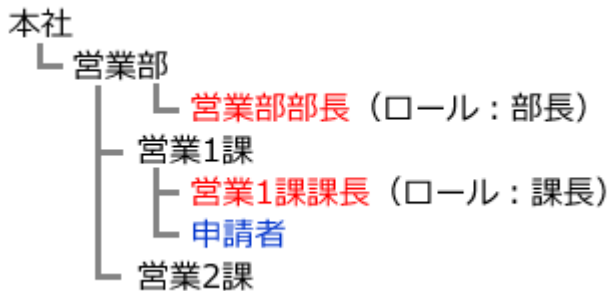 本社
営業部
営業部部長（ロール：部長）
営業1課
営業1課課長（ロール：課長）
申請者
営業2課